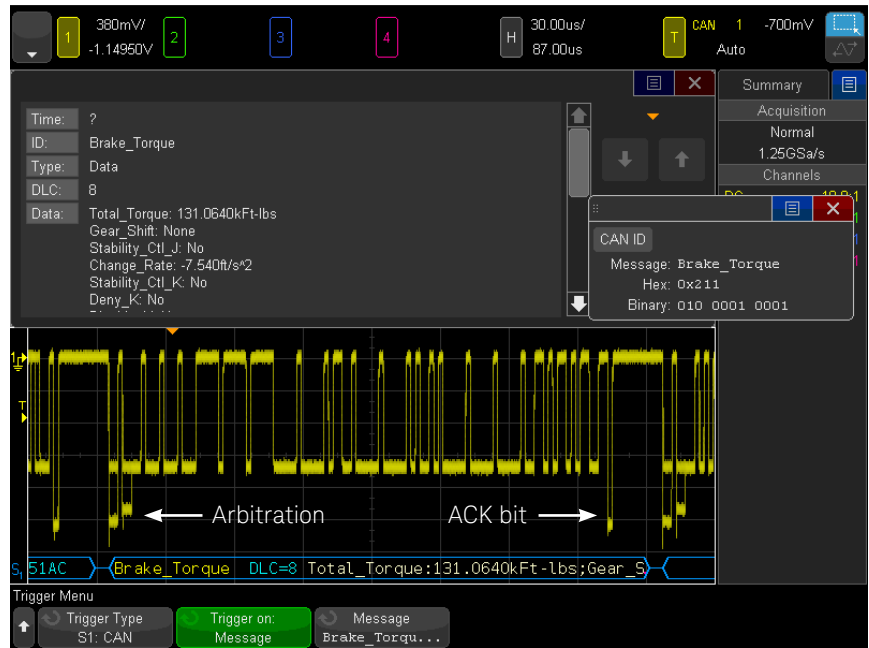 1 380mV/ 2 3 4 H 30.00us/ T CAN 1 -700mV
-1.14950V 87.00us Auto
Summary
Acquisition
Normal
1.25GSa/s
Channels
Time: ?
ID: Brake_Torque
Type: Data
DLC: 8
Data: Total_Torque: 131.0640kFt-lbs
Gear_Shift: None
Stability_Ctl_J: No
Change_Rate: -7.540ft/s^2
Stability_Ctl_K: No
Deny_K: No
CAN ID
Message: Brake_Torque
Hex: 0x211
Binary: 010 0001 0001
1
T
Arbitration ACK bit
S1 51AC Brake_Torque DLC=8 Total_Torque:131.0640kFt-lbs;Gear_S
Trigger Menu
Trigger Type
S1: CAN
Trigger on:
Message
Message
Brake_Torqu...